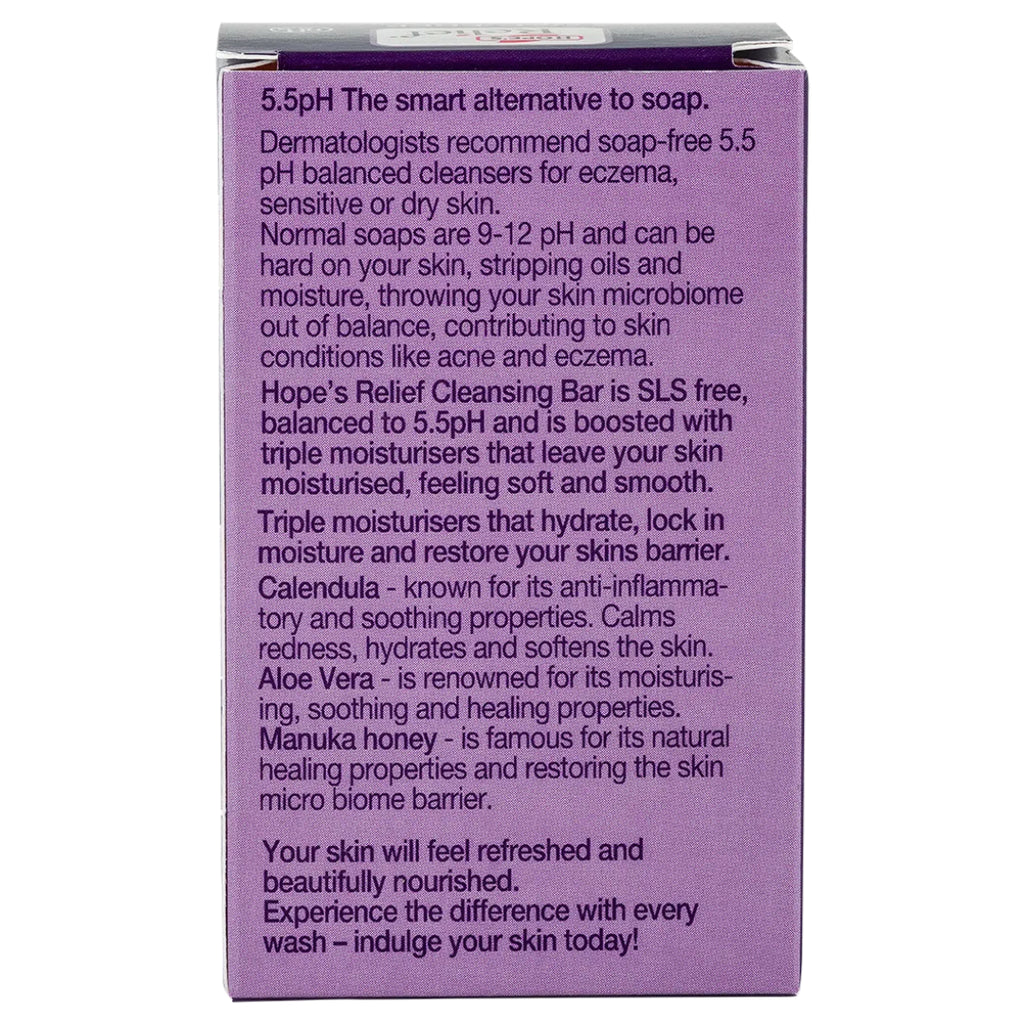 HOPE'S
Relief
5.5pH The smart alternative to soap.
Dermatologists recommend soap-free 5.5
pH balanced cleansers for eczema,
sensitive or dry skin.
Normal soaps are 9-12 pH and can be
hard on your skin, stripping oils and
moisture, throwing your skin microbiome
out of balance, contributing to skin
conditions like acne and eczema.
Hope's Relief Cleansing Bar is SLS free,
balanced to 5.5pH and is boosted with
triple moisturisers that leave your skin
moisturised, feeling soft and smooth.
Triple moisturisers that hydrate, lock in
moisture and restore your skins barrier.
Calendula - known for its anti-inflamma-
tory and soothing properties. Calms
redness, hydrates and softens the skin.
Aloe Vera - is renowned for its moisturis-
ing, soothing and healing properties.
Manuka honey - is famous for its natural
healing properties and restoring the skin
micro biome barrier.
Your skin will feel refreshed and
beautifully nourished.
Experience the difference with every
wash – indulge your skin today!